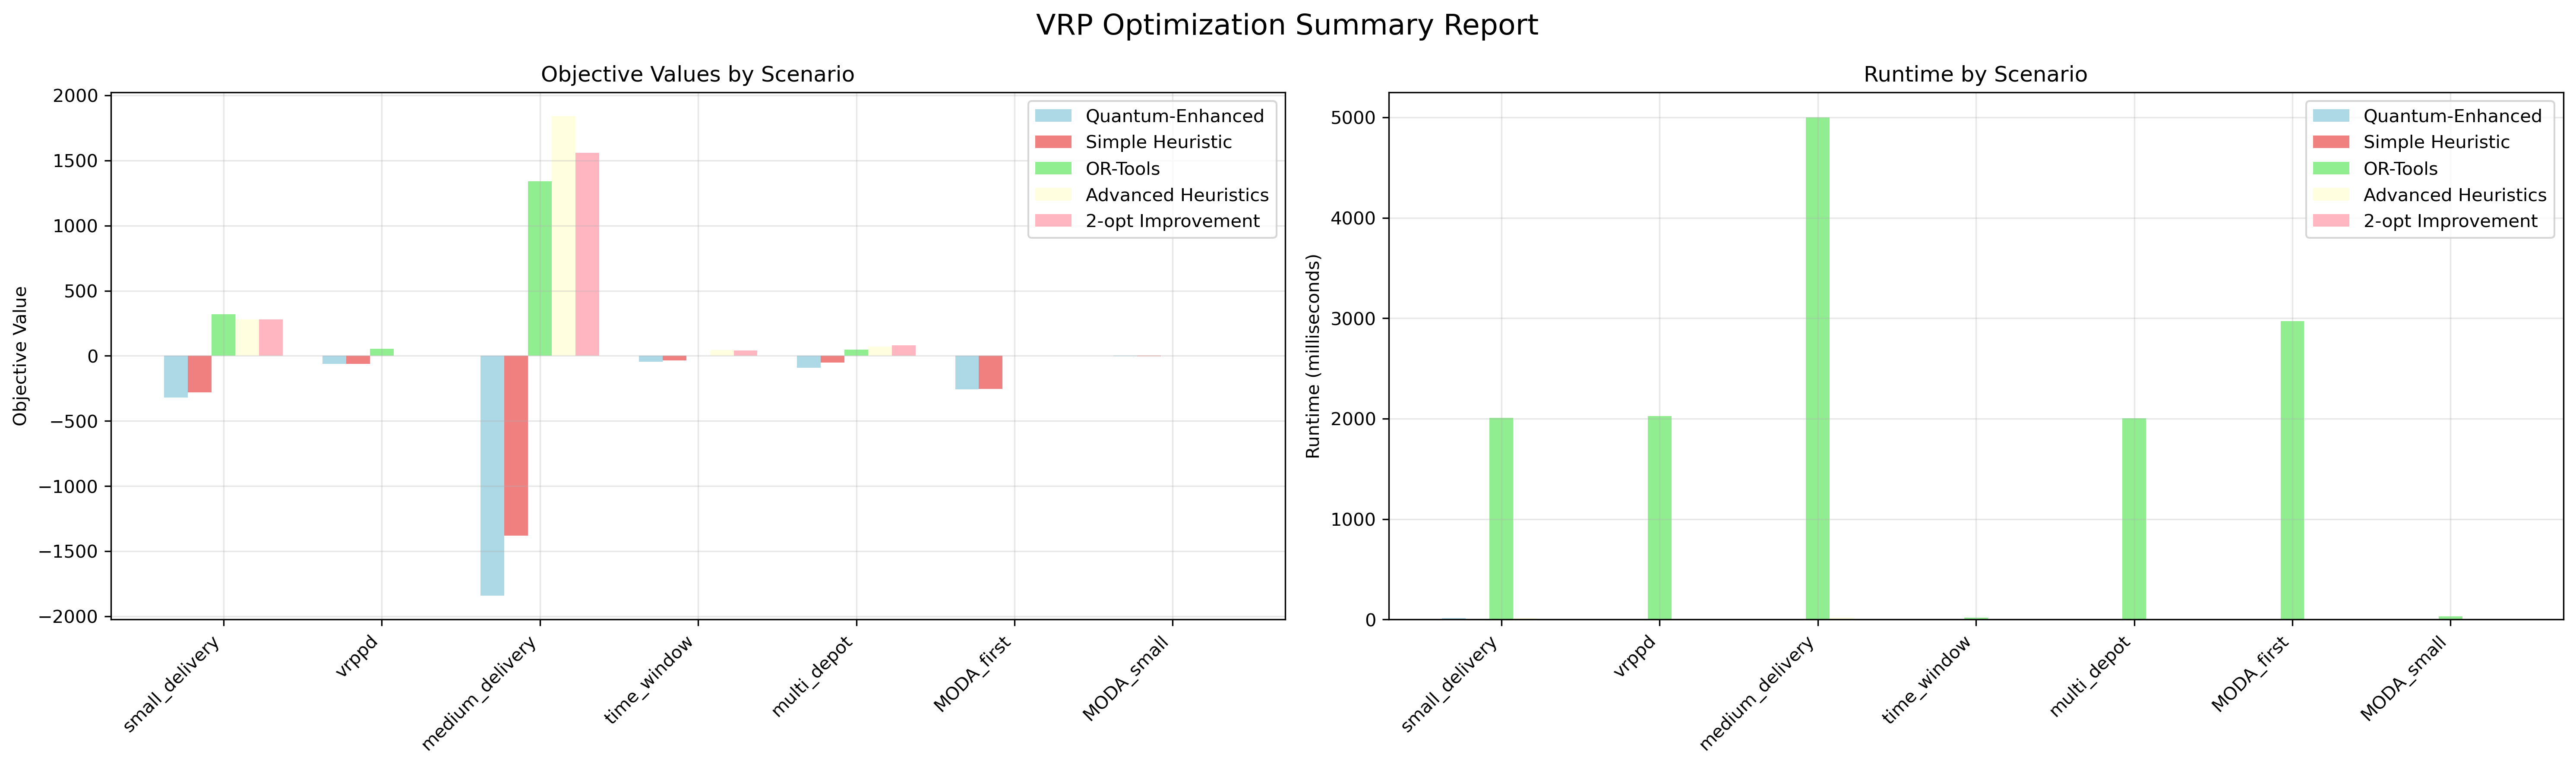 VRP Optimization Summary Report
Objective Values by Scenario
Objective Value
2000
1500
1000
500
0
−500
−1000
−1500
−2000
Quantum-Enhanced
Simple Heuristic
OR-Tools
Advanced Heuristics
2-opt Improvement
small_delivery
vrppd
medium_delivery
time_window
multi_depot
MODA_first
MODA_small
Runtime by Scenario
Runtime (milliseconds)
5000
4000
3000
2000
1000
0
Quantum-Enhanced
Simple Heuristic
OR-Tools
Advanced Heuristics
2-opt Improvement
small_delivery
vrppd
medium_delivery
time_window
multi_depot
MODA_first
MODA_small